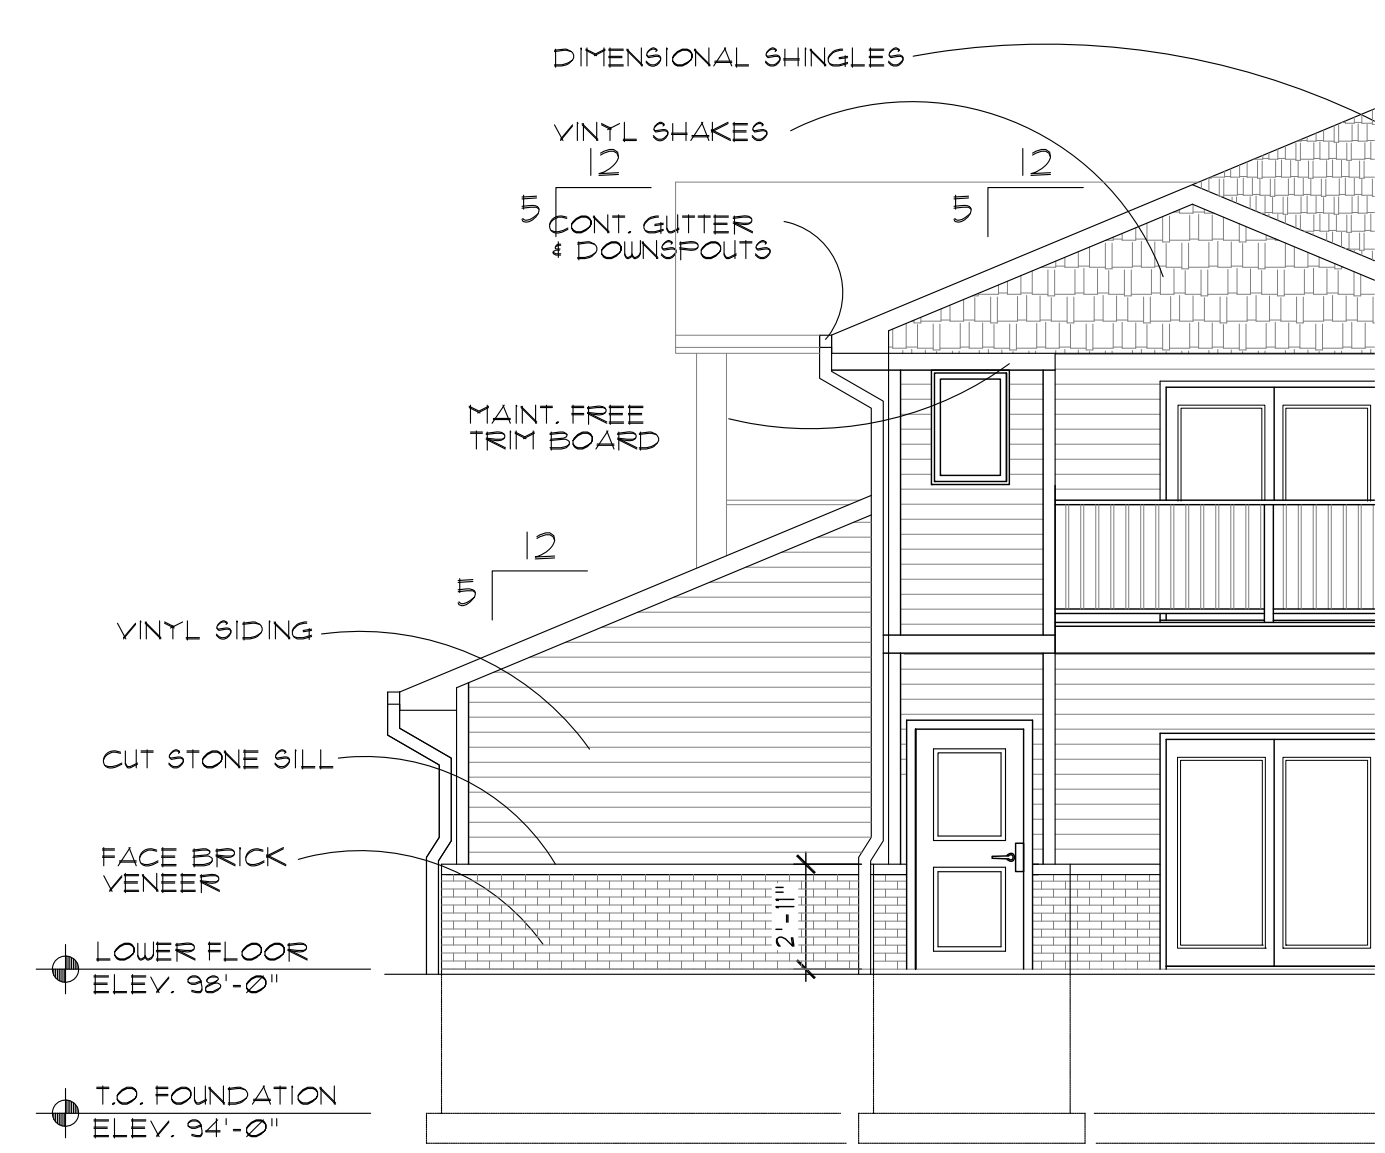 DIMENSIONAL SHINGLES
VINYL SHAKES
12
12
5
5
CONT. GUTTER
& DOWNSPOUTS
MAINT. FREE
TRIM BOARD
12
5
VINYL SIDING
CUT STONE SILL
FACE BRICK
VENEER
2'-11"
LOWER FLOOR
ELEV. 98'-0"
T.O. FOUNDATION
ELEV. 94'-0"